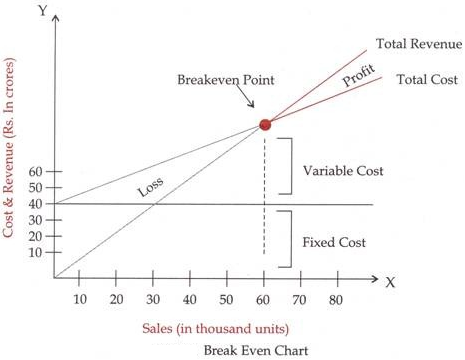 Y
Total Revenue
Profit
Breakeven Point
Total Cost
Cost & Revenue (Rs. In crores)
60
50
40
30
20
10
Loss
Variable Cost
Fixed Cost
X
10 20 30 40 50 60 70 80
Sales (in thousand units)
Break Even Chart